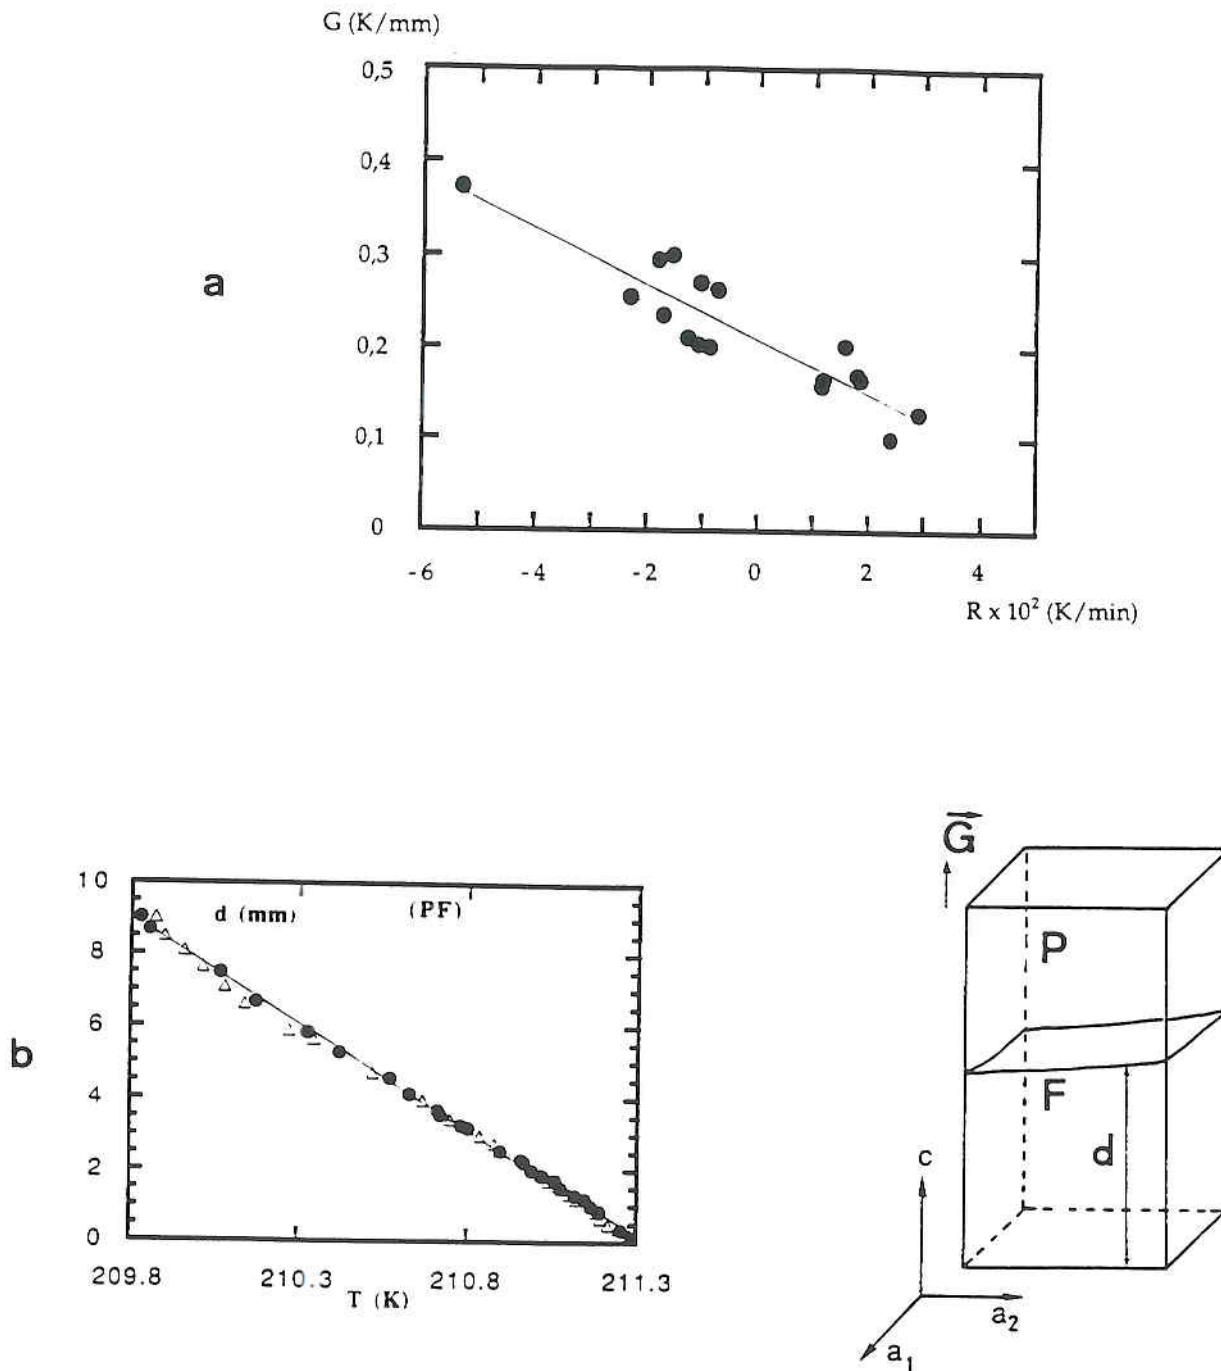 G (K/mm)
0,5
0,4
0,3
0,2
0,1
0
-6 -4 -2 0 2 4
R x 10² (K/min)
a
10
8
6
4
2
0
d (mm) (PF)
209.8 210.3 210.8 211.3
T (K)
b
G
P
F
d
c
a₂
a₁